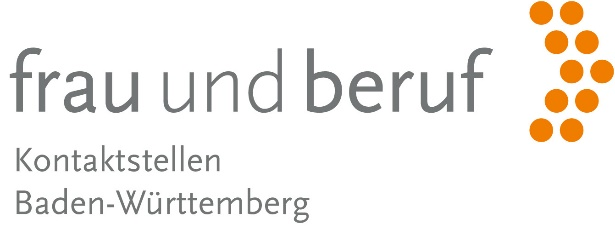 frau und beruf
Kontaktstellen
Baden-Württemberg